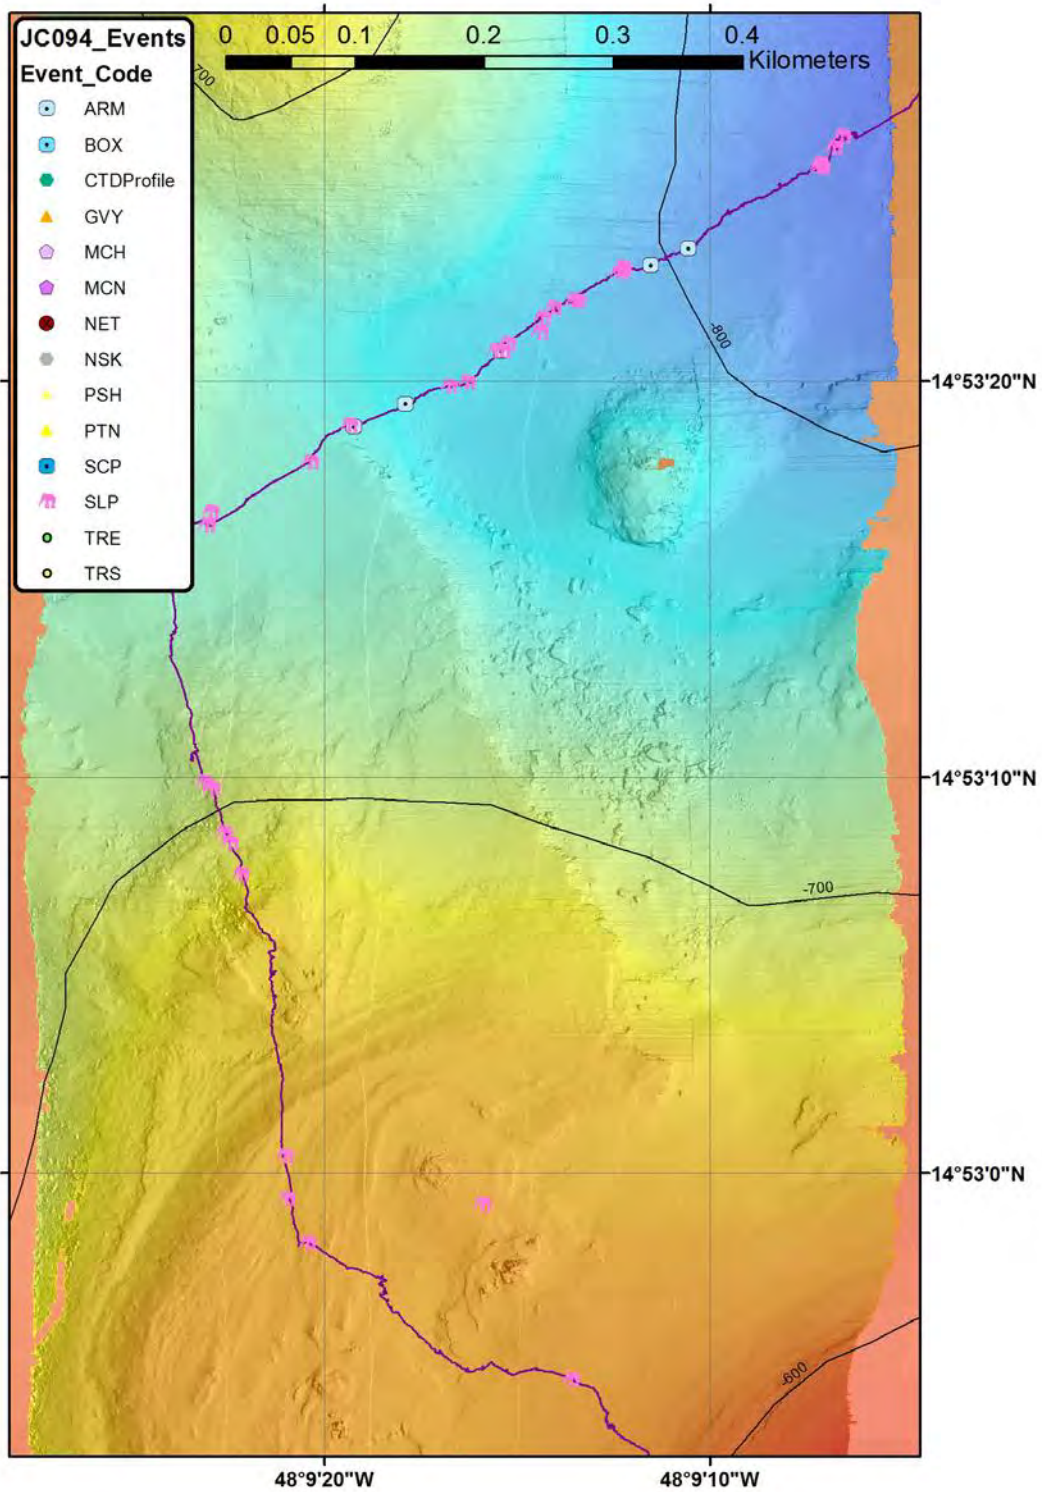 JC094_Events
Event_Code
ARM
BOX
CTDProfile
GVY
MCH
MCN
NET
NSK
PSH
PTN
SCP
SLP
TRE
TRS
0 0.05 0.1 0.2 0.3 0.4
Kilometers
700
-800
14°53'20"N
14°53'10"N
-700
14°53'0"N
-600
48°9'20"W 48°9'10"W